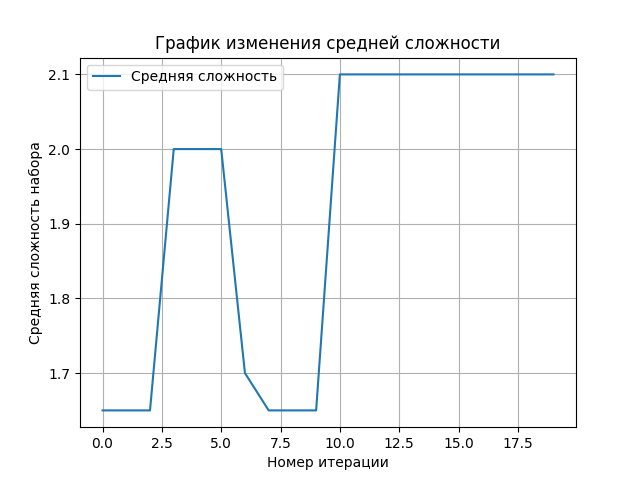 График изменения средней сложности
Средняя сложность
2.1
2.0
1.9
1.8
1.7
Средняя сложность набора
0.0 2.5 5.0 7.5 10.0 12.5 15.0 17.5
Номер итерации